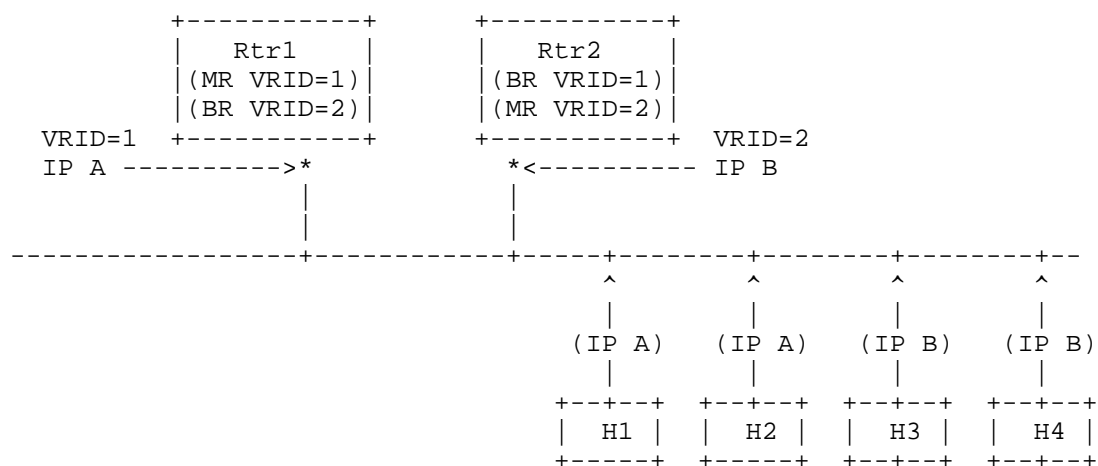 Rtr1 Rtr2
(MR VRID=1) (BR VRID=1)
(BR VRID=2) (MR VRID=2)
VRID=1 VRID=2
IP A IP B
(IP A) (IP A) (IP B) (IP B)
H1 H2 H3 H4